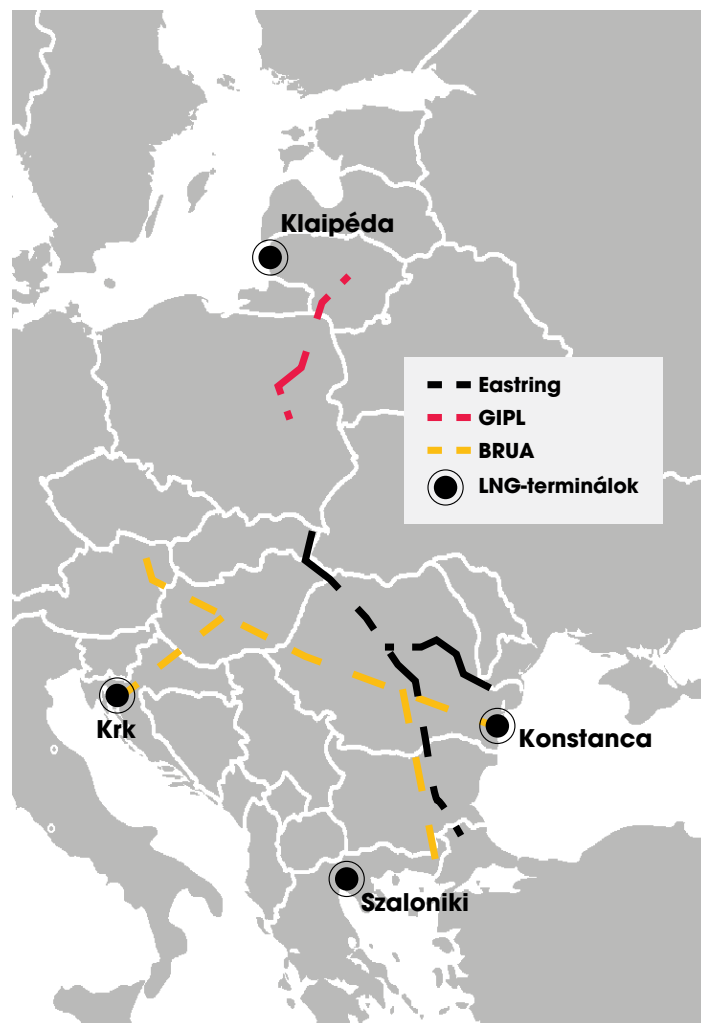 Klaipéda
Eastring
GIPL
BRUA
LNG-terminálok
Krk
Konstanca
Szaloniki